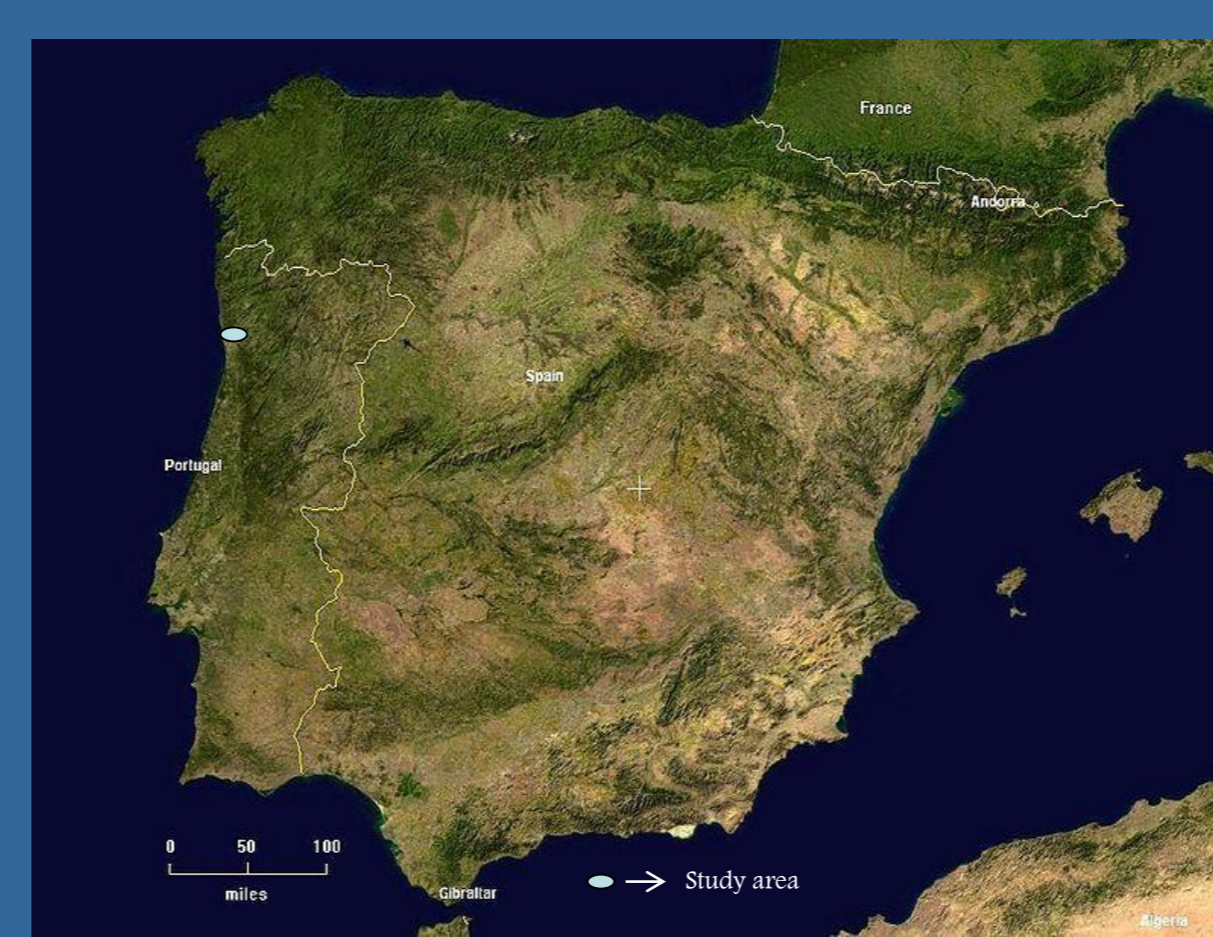 France
Andorra
Spain
Portugal
0 50 100
miles
Gibraltar
Study area
Algeria